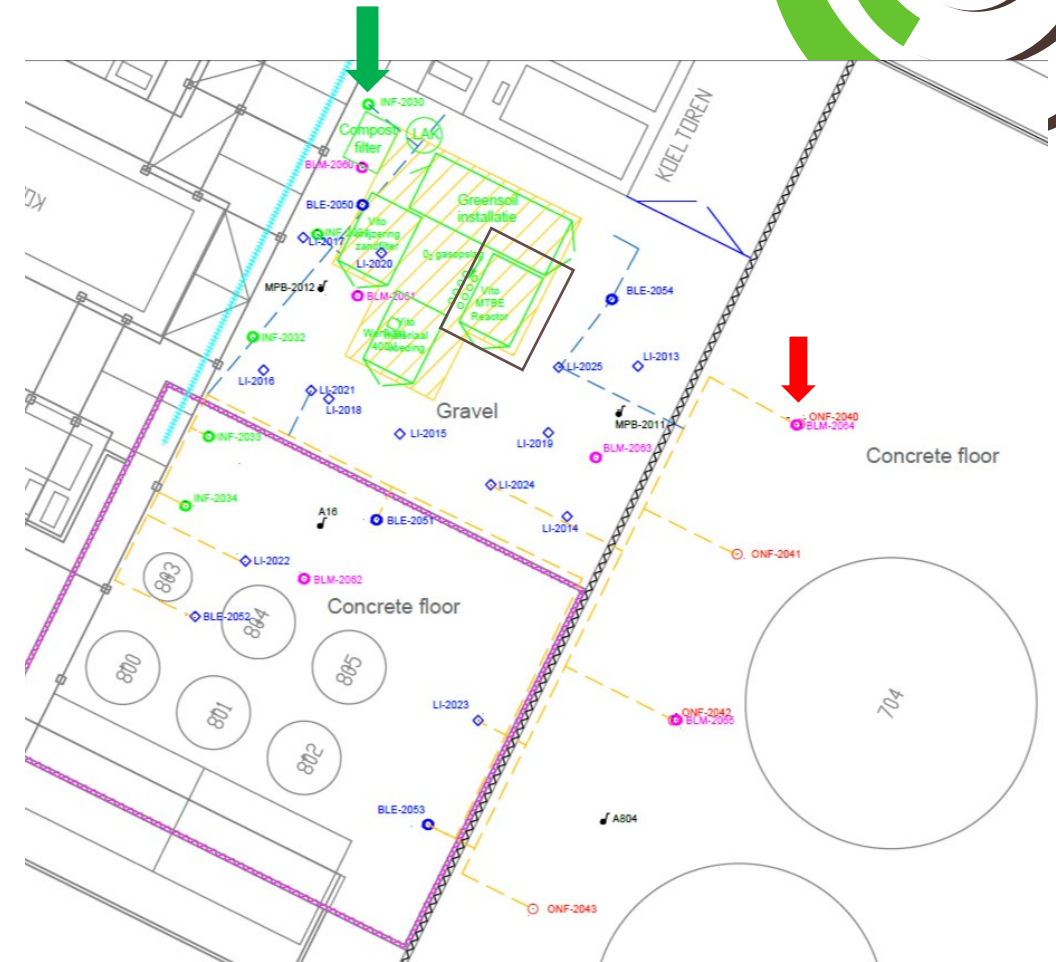 INF-2030
Compost
filter
LAK
KOELTOREN
BLM-2060
Greensoil
installatie
BLE-2050
Vito
zandfilter
LI-2017
LI-2020
O2 gasopslag
MPB-2012
BLM-2061
Vito
MTBE
Reactor
BLE-2054
Vito
400V
voeding
INF-2032
LI-2016
LI-2021
LI-2018
LI-2025
LI-2013
Gravel
MPB-2011
ONF-2040
BLM-2064
INF-2033
LI-2015
LI-2019
BLM-2063
Concrete floor
INF-2034
LI-2024
A16
BLE-2051
LI-2014
LI-2022
ONF-2041
803
BLM-2062
Concrete floor
BLE-2052
804
800
805
801
LI-2023
ONF-2042
BLM-2065
704
802
BLE-2053
A804
ONF-2043